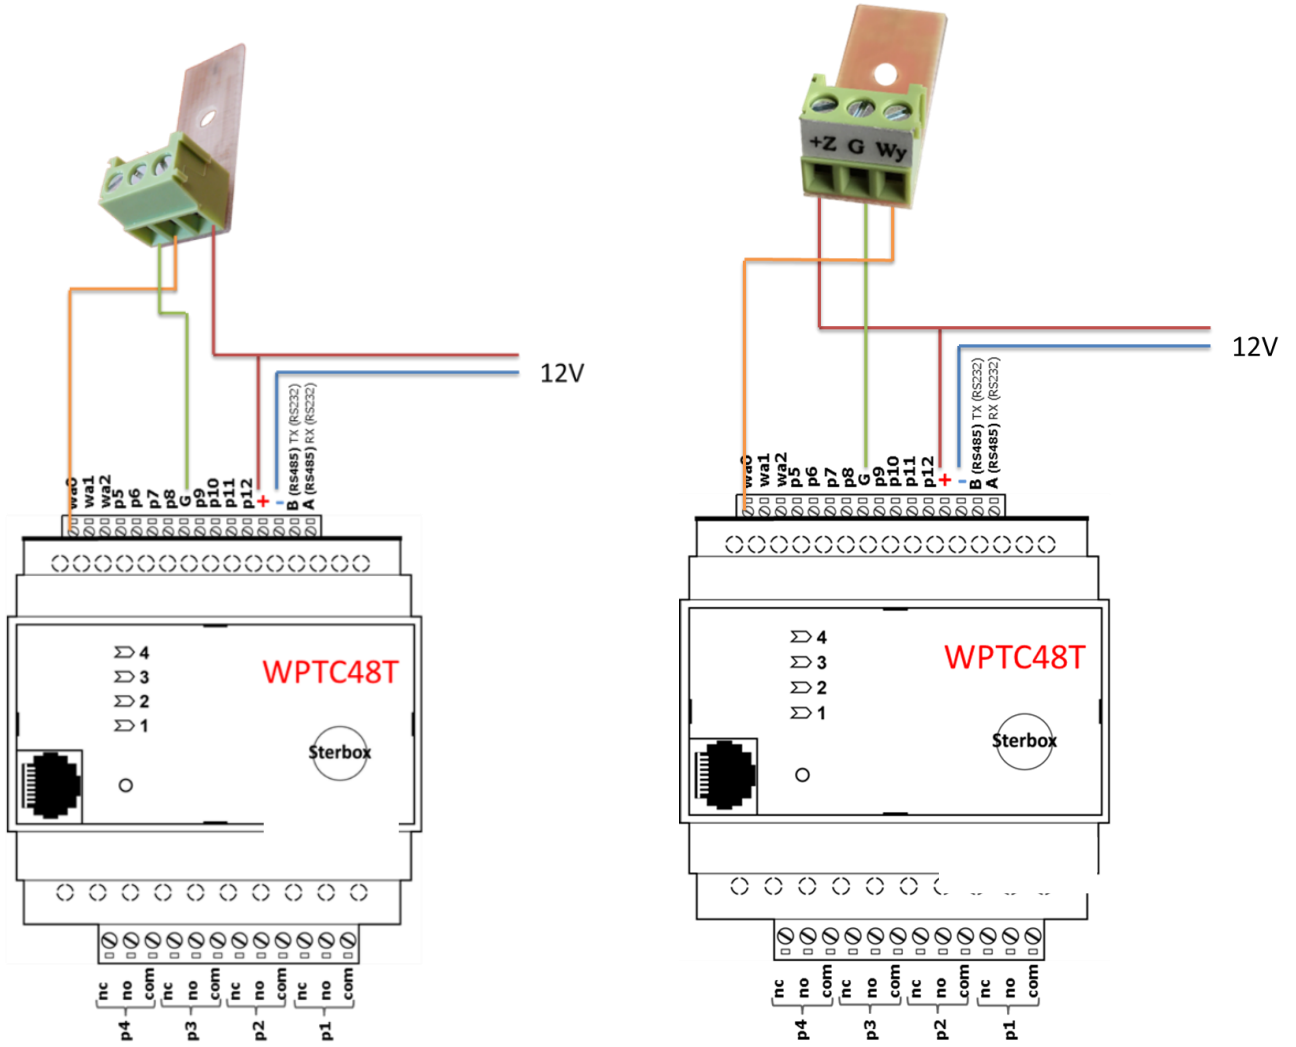 12V
wa0
wa1
wa2
p5
p6
p7
p8
G
p9
p10
p11
p12
+
-
B (RS485) TX (RS232)
A (RS485) RX (RS232)
4
3
2
1
WPTC48T
Sterbox
nc no com nc no com nc no com nc no com
p4 p3 p2 p1
+Z G Wy
12V
wa0
wa1
wa2
p5
p6
p7
p8
G
p9
p10
p11
p12
+
-
B (RS485) TX (RS232)
A (RS485) RX (RS232)
4
3
2
1
WPTC48T
Sterbox
nc no com nc no com nc no com nc no com
p4 p3 p2 p1